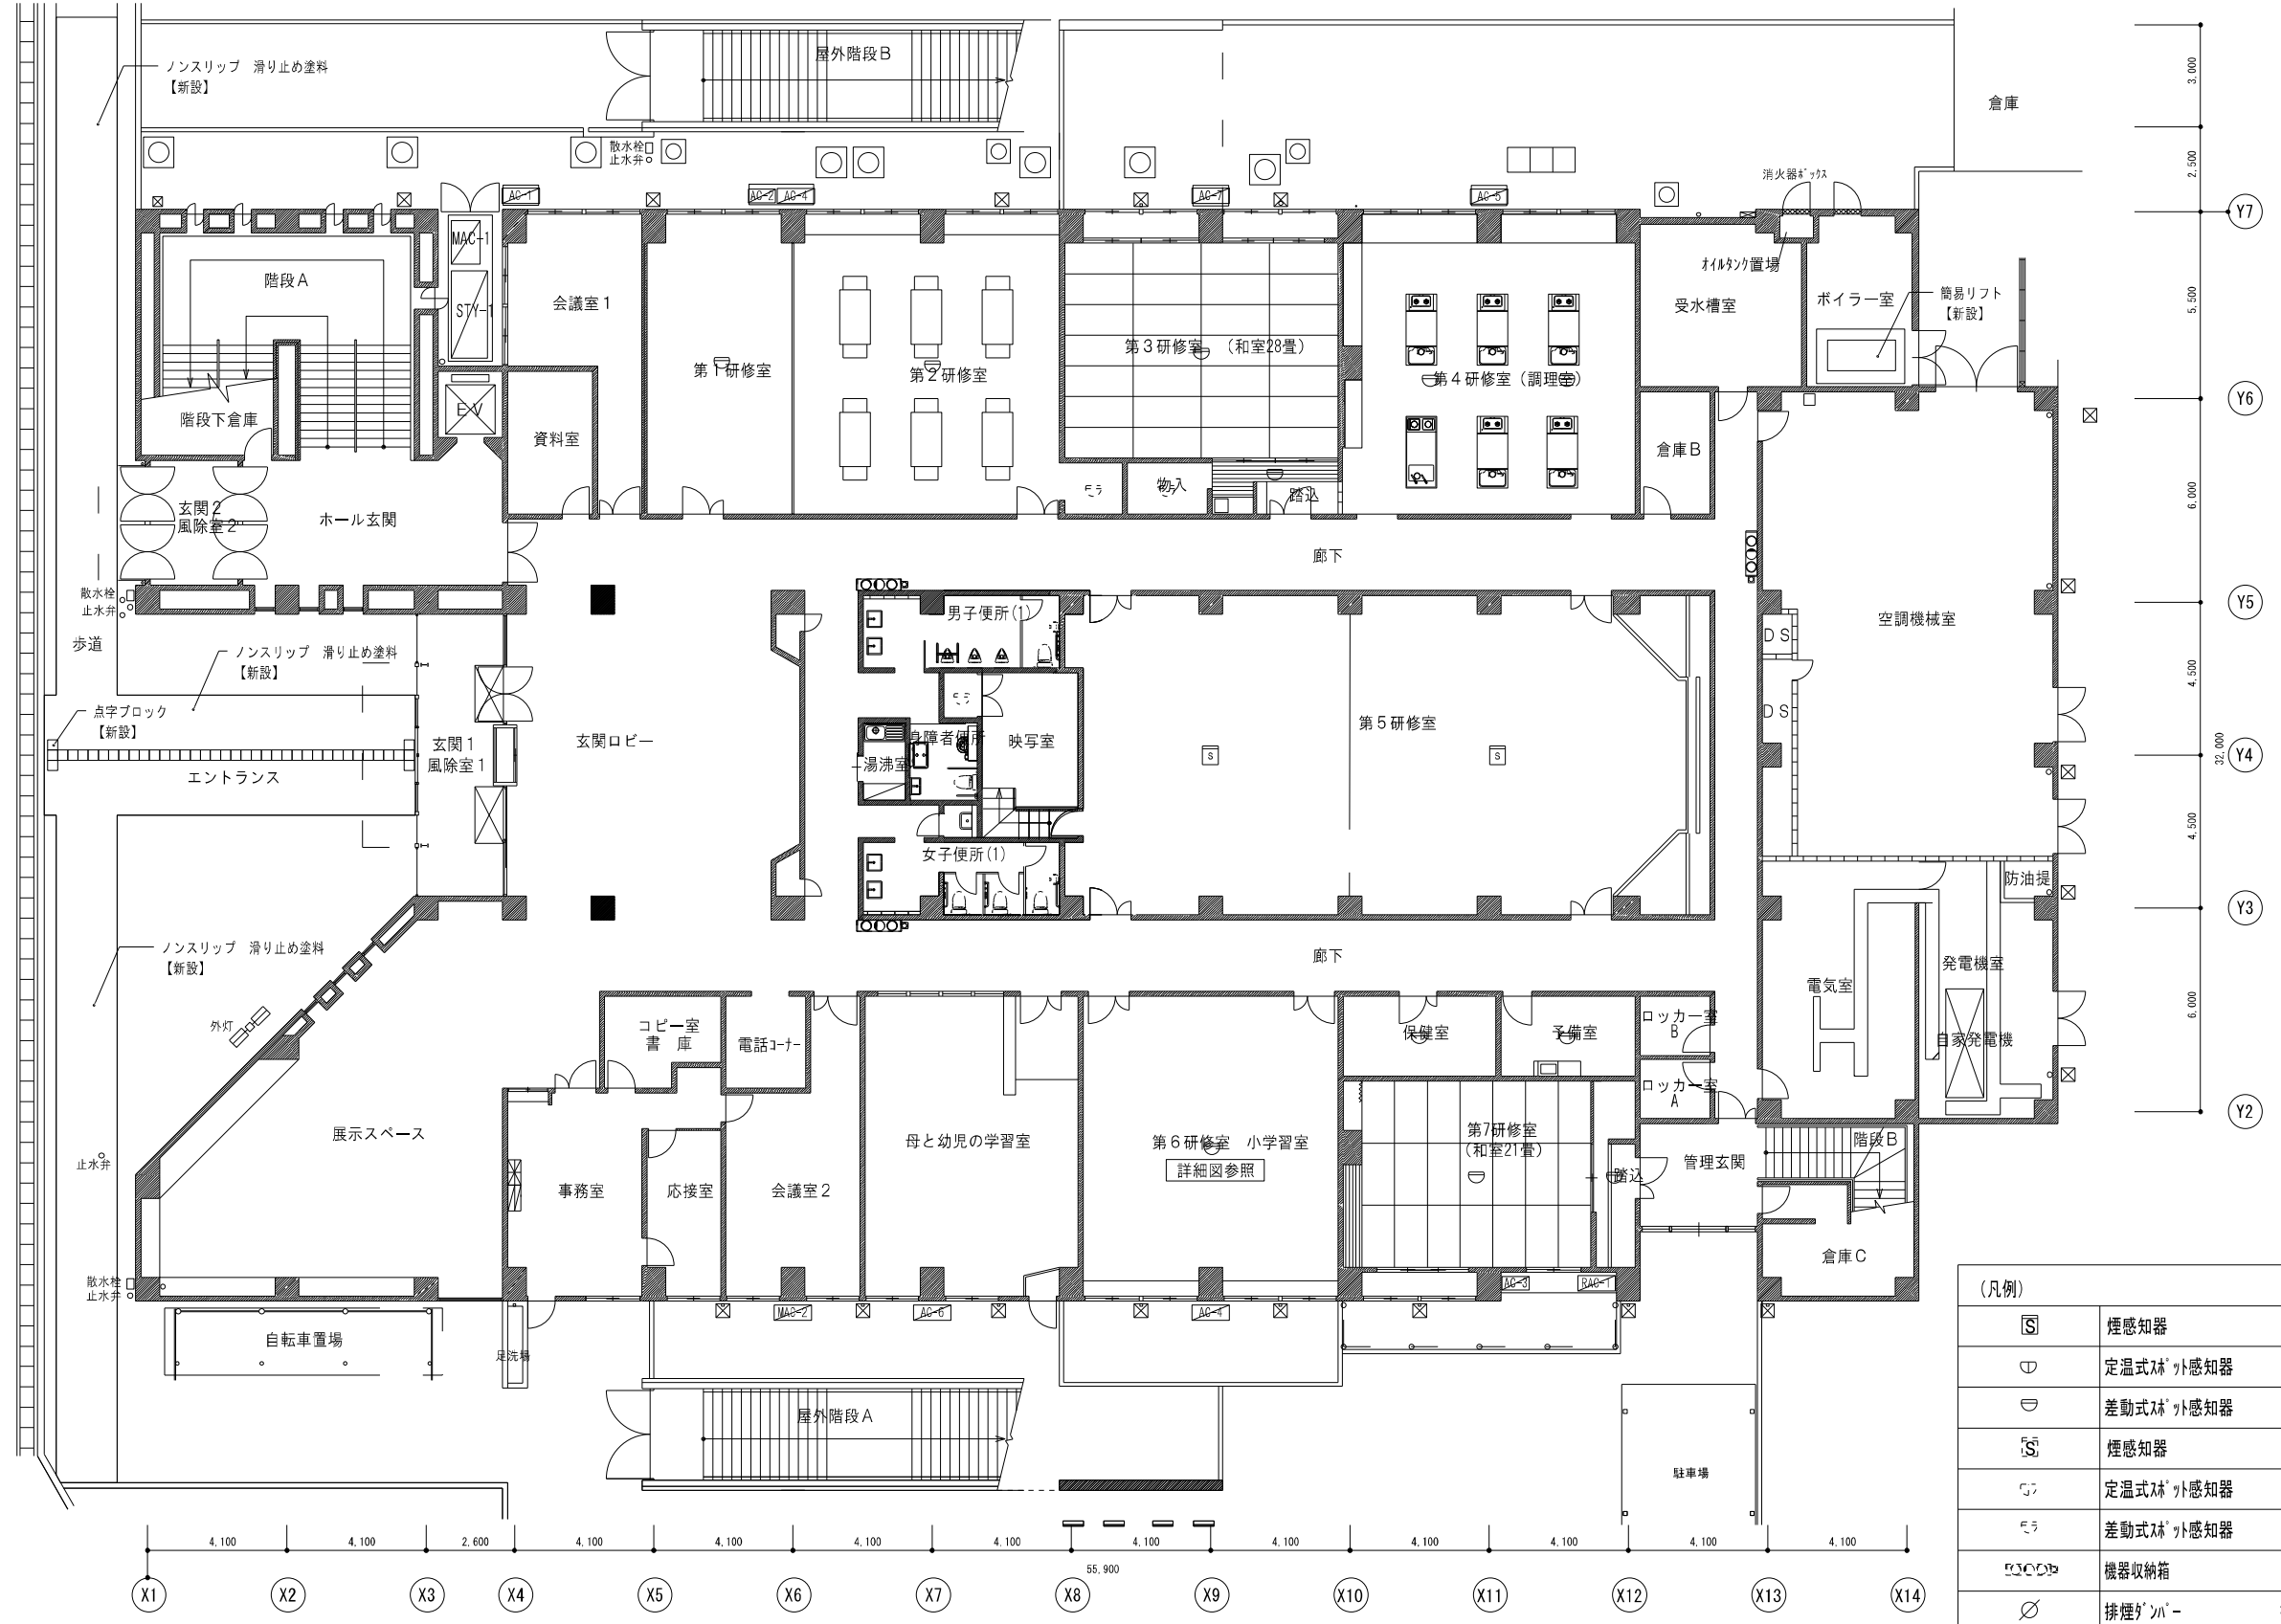 屋外階段B
ノンスリップ　滑り止め塗料
【新設】
倉庫
散水栓
止水弁
消火器ﾎﾞックス
AC-1
AC-2
AC-4
AC-7
AC-5
Y7
MAC-1
階段A
STY-1
会議室１
オイルタンク置場
受水槽室
ボイラー室
簡易リフト
【新設】
第１研修室
第２研修室
第３研修室　（和室28畳）
第４研修室（調理室）
階段下倉庫
EV
資料室
Y6
倉庫B
物入
踏込
玄関２
風除室２
ホール玄関
廊下
散水栓
止水弁
歩道
男子便所(1)
Y5
空調機械室
DS
DS
ノンスリップ　滑り止め塗料
【新設】
点字ブロック
【新設】
エントランス
玄関１
風除室１
玄関ロビー
身障者便所
湯沸室
映写室
第５研修室
S
S
Y4
女子便所(1)
防油提
Y3
ノンスリップ　滑り止め塗料
【新設】
廊下
外灯
コピー室
書　庫
電話ｺｰﾅｰ
保健室
予備室
ロッカー室
B
ロッカー室
A
電気室
発電機室
自家発電機
Y2
展示スペース
止水弁
母と幼児の学習室
第６研修室　小学習室
詳細図参照
第7研修室
（和室21畳）
踏込
管理玄関
階段B
事務室
応接室
会議室２
倉庫C
散水栓
止水弁
MAC-2
AC-6
AC-4
AC-3
RAC-1
自転車置場
足洗場
屋外階段A
駐車場
3,000
2,500
5,500
6,000
4,500
32,000
4,500
6,000
(凡例)
S 煙感知器
定温式ｽﾎﾟｯﾄ感知器
差動式ｽﾎﾟｯﾄ感知器
S 煙感知器
定温式ｽﾎﾟｯﾄ感知器
差動式ｽﾎﾟｯﾄ感知器
機器収納箱
排煙ﾀﾞﾝﾊﾟｰ
4,100 4,100 2,600 4,100 4,100 4,100 4,100 4,100 4,100 4,100 4,100 4,100 4,100
55,900
X1 X2 X3 X4 X5 X6 X7 X8 X9 X10 X11 X12 X13 X14